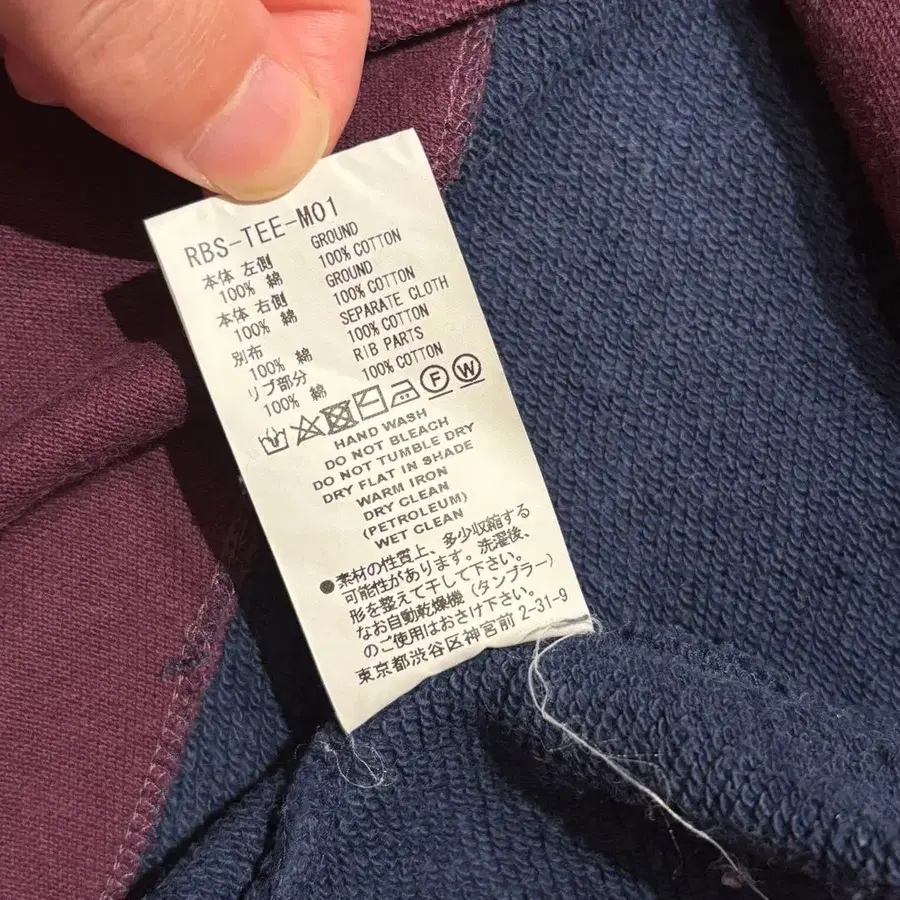 RBS-TEE-M01
本体 左側 GROUND
100% 綿 100% COTTON
本体 右側 GROUND
100% 綿 100% COTTON
別布 SEPARATE CLOTH
100% 綿 100% COTTON
リブ部分 RIB PARTS
100% 綿 100% COTTON
F W
HAND WASH
DO NOT BLEACH
DO NOT TUMBLE DRY
DRY FLAT IN SHADE
WARM IRON
DRY CLEAN
(PETROLEUM)
WET CLEAN
●素材の性質上、多少収縮する
可能性があります。洗濯後、
形を整えて干して下さい。
なお自動乾燥機(タンブラー)
のご使用はおさけ下さい。
東京都渋谷区神宮前 2-31-9